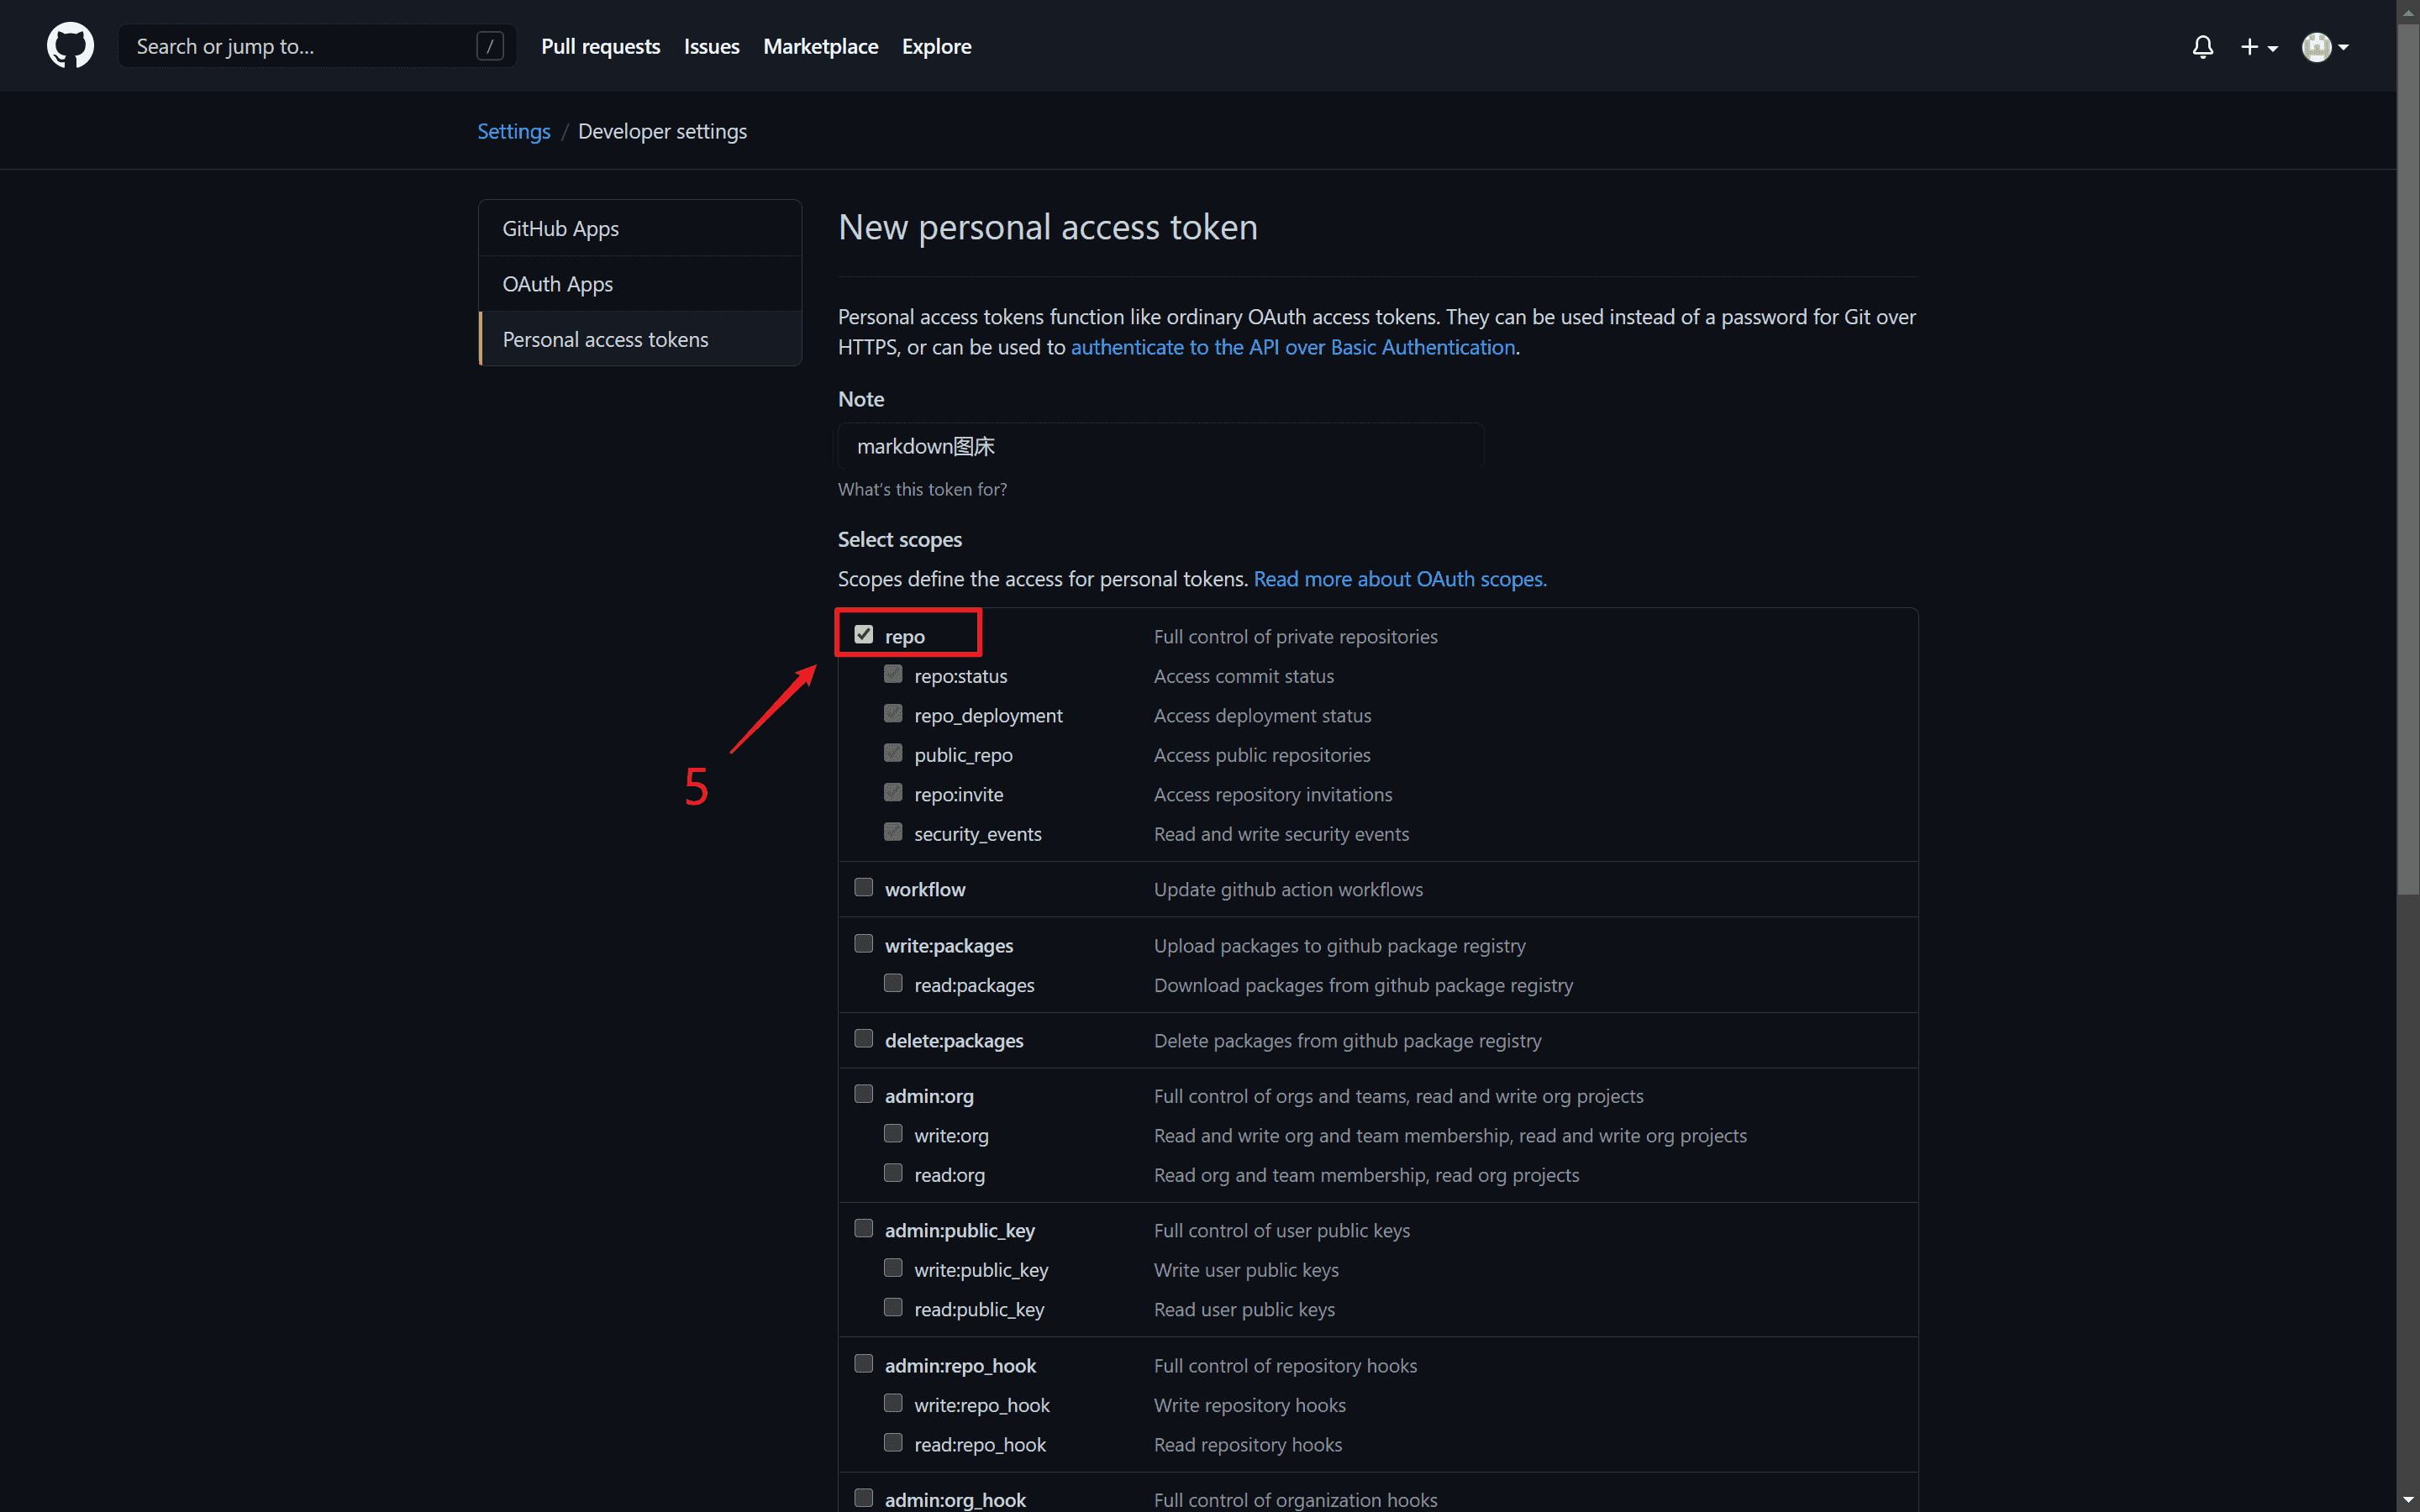 Search or jump to...
/
Pull requests
Issues
Marketplace
Explore
Settings / Developer settings
GitHub Apps
OAuth Apps
Personal access tokens
New personal access token
Personal access tokens function like ordinary OAuth access tokens. They can be used instead of a password for Git over
HTTPS, or can be used to authenticate to the API over Basic Authentication.
Note
markdown图床
What's this token for?
Select scopes
Scopes define the access for personal tokens. Read more about OAuth scopes.
repo Full control of private repositories
repo:status Access commit status
repo_deployment Access deployment status
public_repo Access public repositories
repo:invite Access repository invitations
security_events Read and write security events
5
workflow Update github action workflows
write:packages Upload packages to github package registry
read:packages Download packages from github package registry
delete:packages Delete packages from github package registry
admin:org Full control of orgs and teams, read and write org projects
write:org Read and write org and team membership, read and write org projects
read:org Read org and team membership, read org projects
admin:public_key Full control of user public keys
write:public_key Write user public keys
read:public_key Read user public keys
admin:repo_hook Full control of repository hooks
write:repo_hook Write repository hooks
read:repo_hook Read repository hooks
admin:org_hook Full control of organization hooks